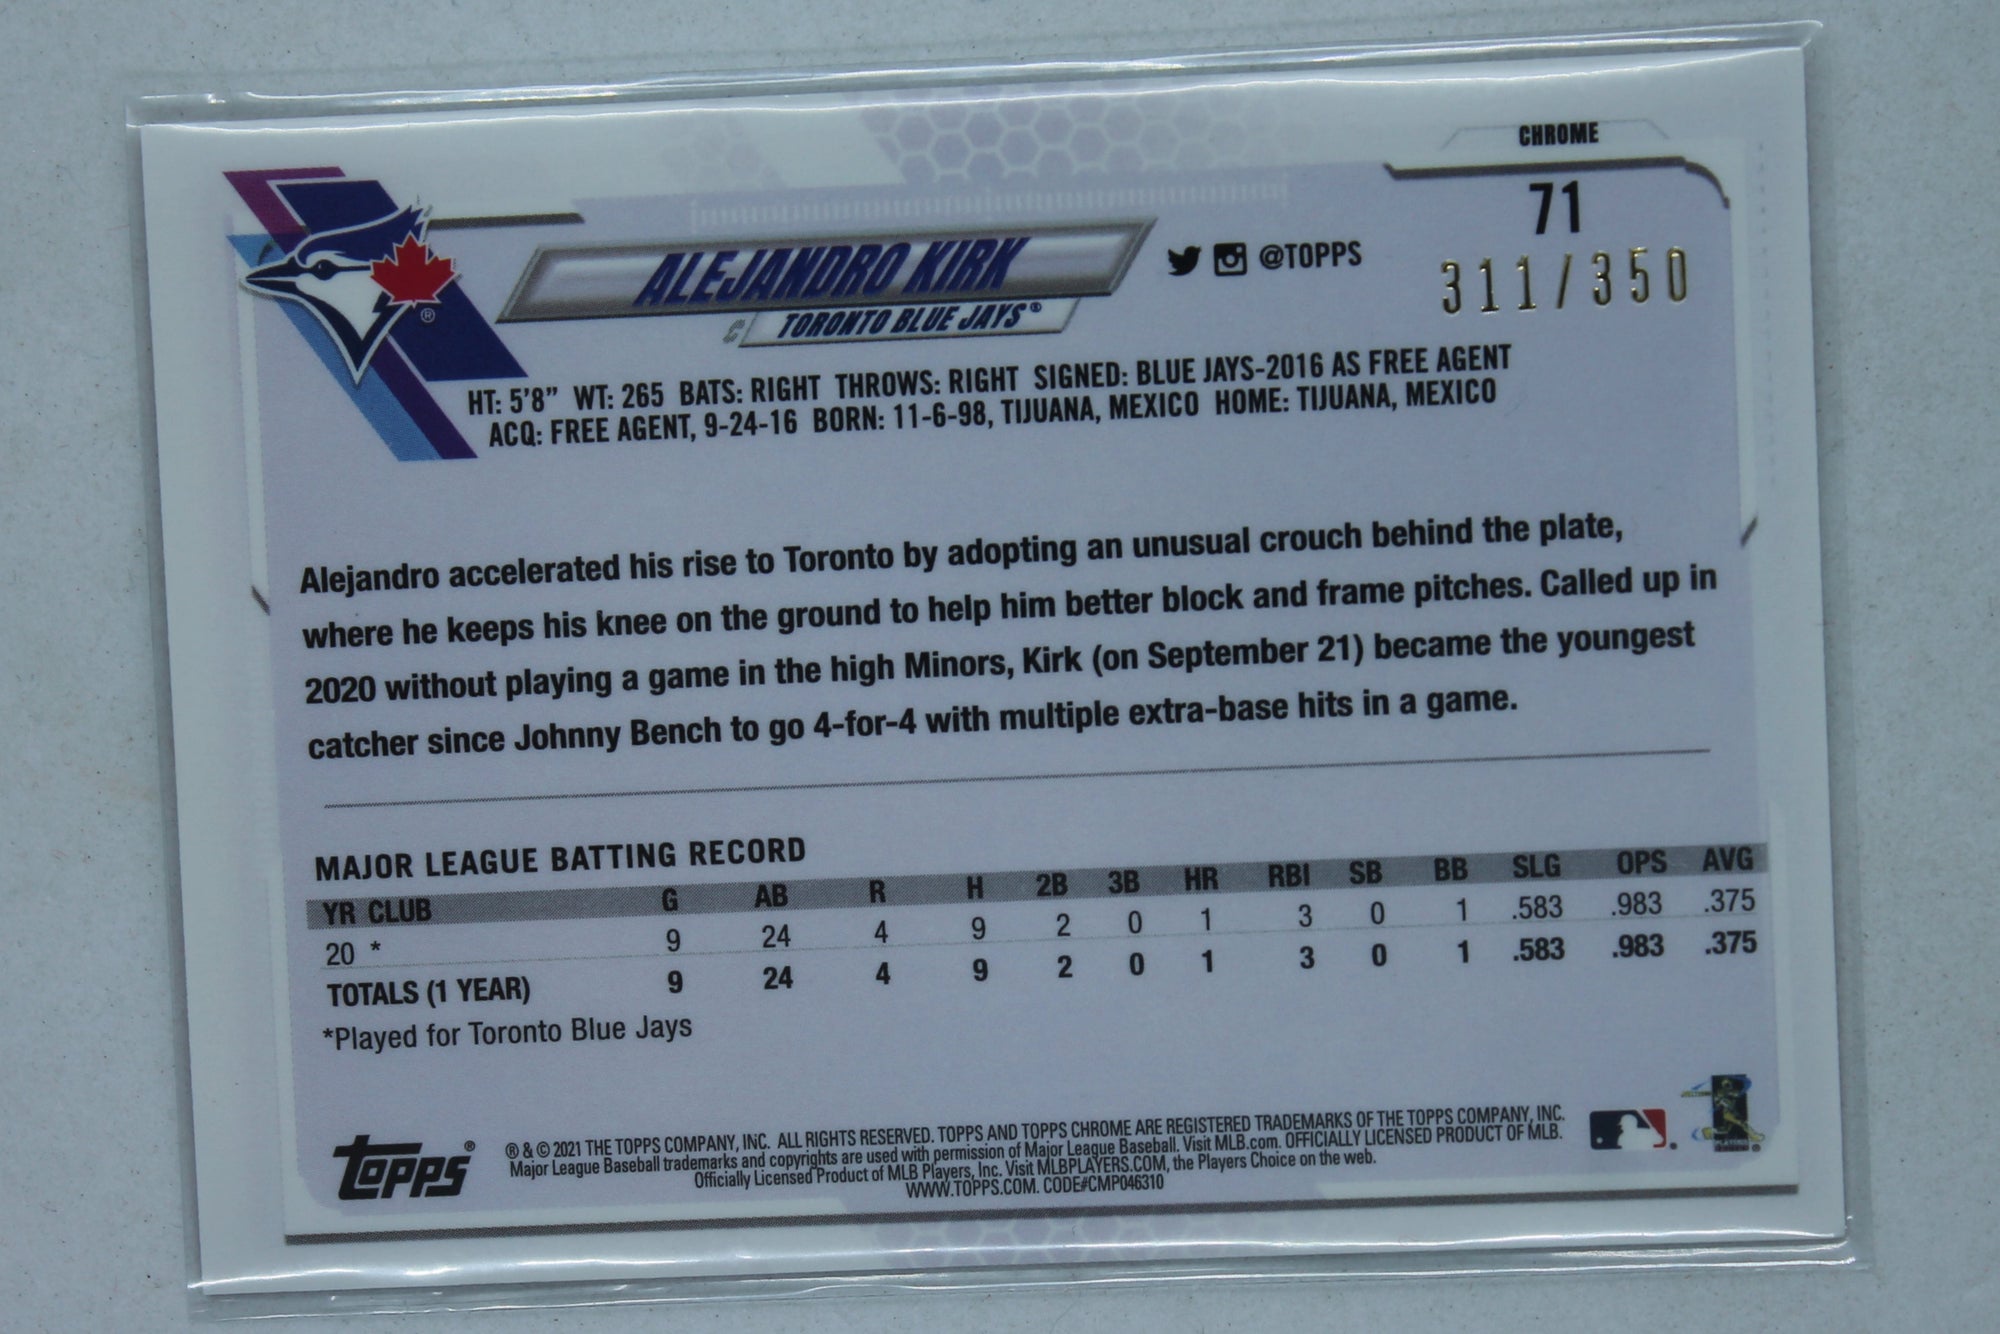 CHROME
71
311/350
ALEJANDRO KIRK
@TOPPS
C TORONTO BLUE JAYS®
HT: 5'8" WT: 265 BATS: RIGHT THROWS: RIGHT SIGNED: BLUE JAYS-2016 AS FREE AGENT
ACQ: FREE AGENT, 9-24-16 BORN: 11-6-98, TIJUANA, MEXICO HOME: TIJUANA, MEXICO
Alejandro accelerated his rise to Toronto by adopting an unusual crouch behind the plate,
where he keeps his knee on the ground to help him better block and frame pitches. Called up in
2020 without playing a game in the high Minors, Kirk (on September 21) became the youngest
catcher since Johnny Bench to go 4-for-4 with multiple extra-base hits in a game.
MAJOR LEAGUE BATTING RECORD
YR CLUB G AB R H 2B 3B HR RBI SB BB SLG OPS AVG
20 * 9 24 4 9 2 0 1 3 0 1 .583 .983 .375
TOTALS (1 YEAR) 9 24 4 9 2 0 1 3 0 1 .583 .983 .375
*Played for Toronto Blue Jays
topps®
® & © 2021 THE TOPPS COMPANY, INC. ALL RIGHTS RESERVED. TOPPS AND TOPPS CHROME ARE REGISTERED TRADEMARKS OF THE TOPPS COMPANY, INC.
Major League Baseball trademarks and copyrights are used with permission of Major League Baseball. Visit MLB.com. OFFICIALLY LICENSED PRODUCT OF MLB.
Officially Licensed Product of MLB Players, Inc. Visit MLBPLAYERS.COM, the Players Choice on the web.
WWW.TOPPS.COM. CODE#CMP046310